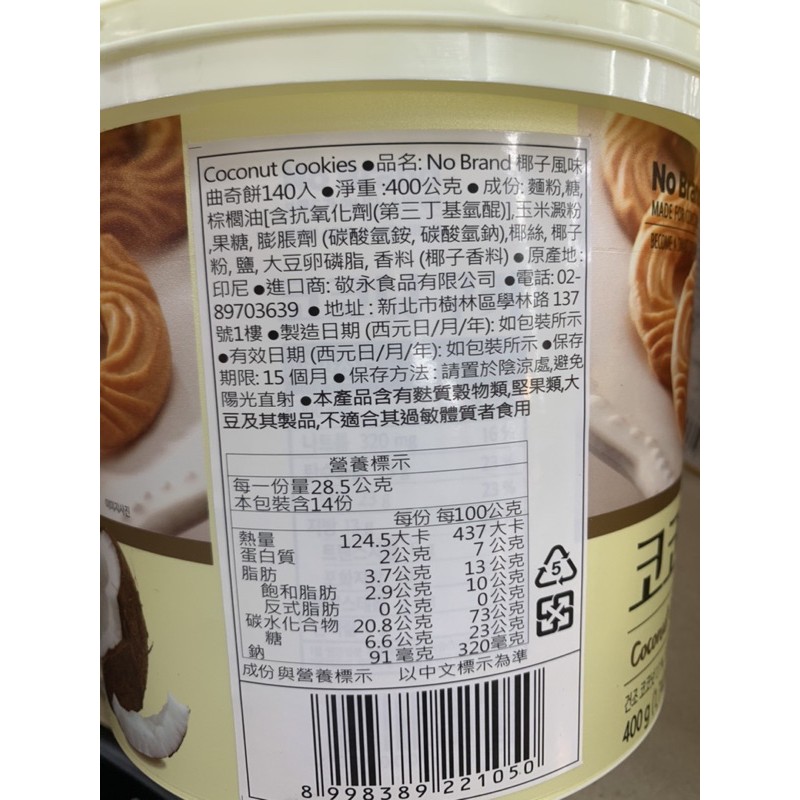 Coconut Cookies ●品名: No Brand 椰子風味
曲奇餅140入 ●淨重:400公克 ● 成份: 麵粉,糖,
棕櫚油[含抗氧化劑(第三丁基氫醌)],玉米澱粉
,果糖, 膨脹劑 (碳酸氫銨, 碳酸氫鈉),椰絲, 椰子
粉, 鹽, 大豆卵磷脂, 香料 (椰子香料) ● 原產地:
印尼 ●進口商: 敬永食品有限公司 ●電話: 02-
89703639 ● 地址: 新北市樹林區學林路 137
號1樓 ●製造日期 (西元日/月/年): 如包裝所示
●有效日期 (西元日/月/年): 如包裝所示 ●保存
期限: 15 個月 ● 保存方法: 請置於陰涼處,避免
陽光直射 ●本產品含有麩質穀物類,堅果類,大
豆及其製品,不適合其過敏體質者食用
營養標示
每一份量28.5公克
本包裝含14份
每份 每100公克
熱量 124.5大卡 437大卡
蛋白質 2公克 7公克
脂肪 3.7公克 13公克
飽和脂肪 2.9公克 10公克
反式脂肪 0公克 0公克
碳水化合物 20.8公克 73公克
糖 6.6公克 23公克
鈉 91毫克 320毫克
成份與營養標示 以中文標示為準
5
8 998389 221050
No Bra
MADE FOR
코코
Coconu
400g